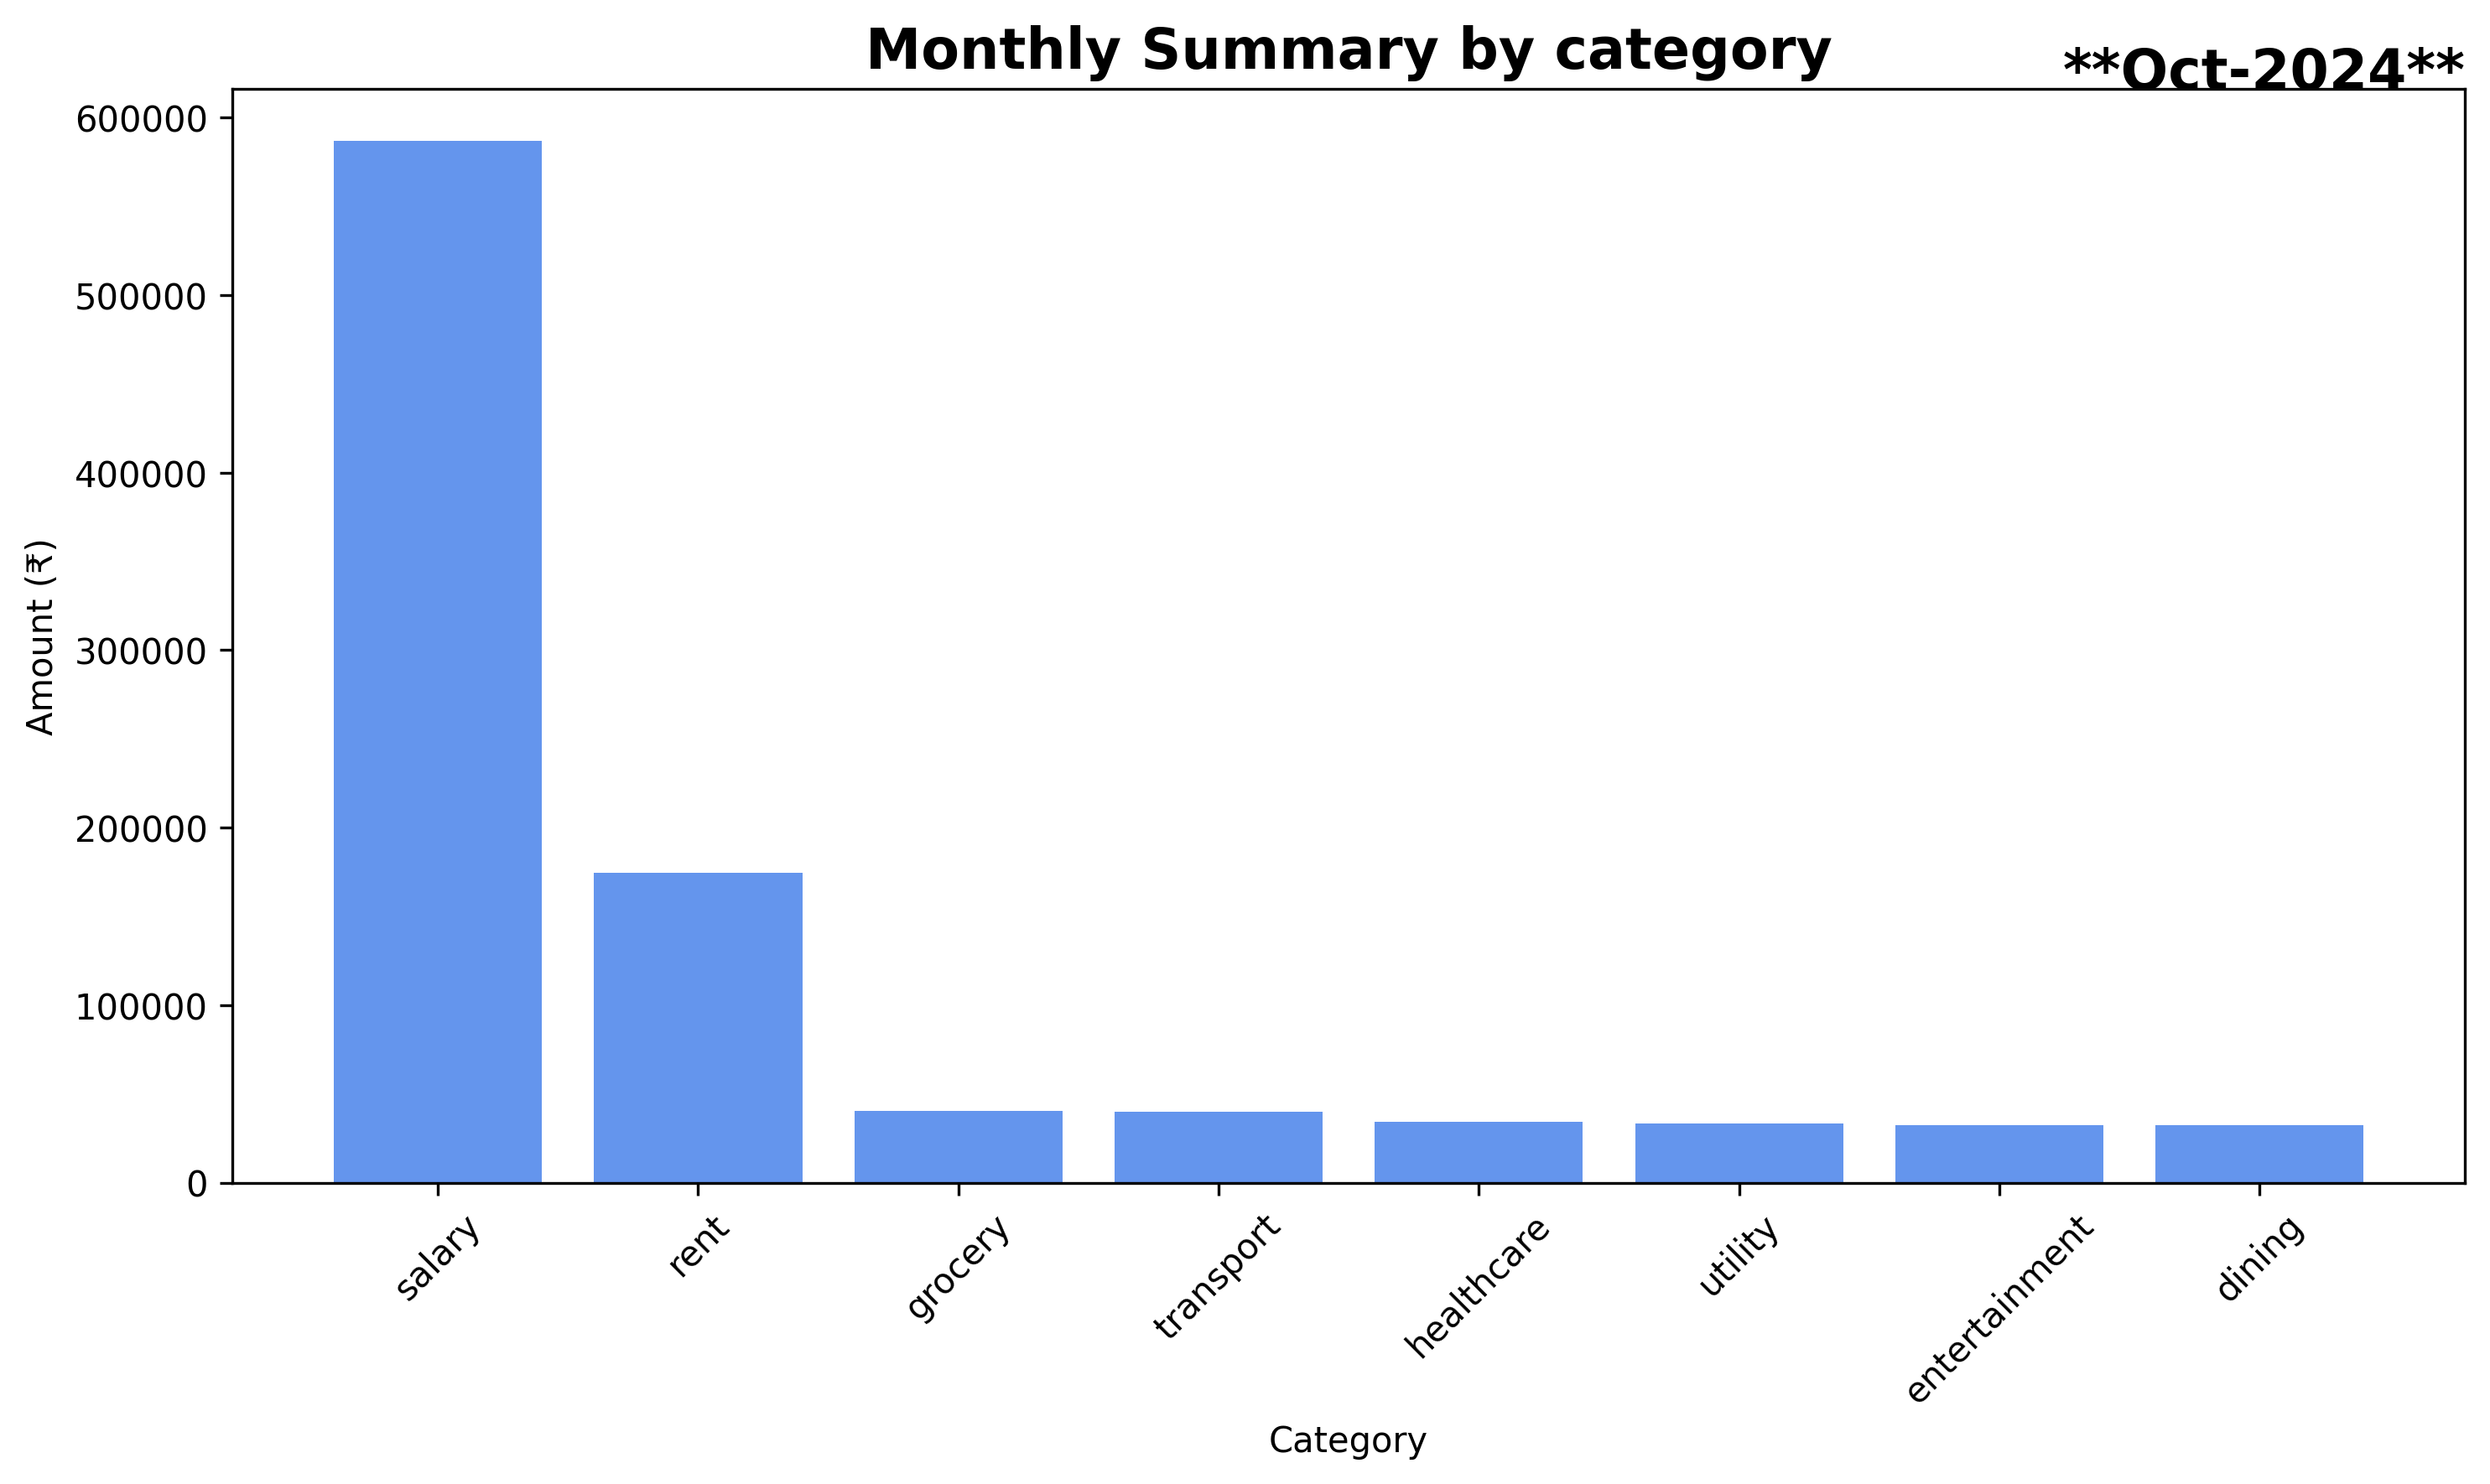 Monthly Summary by category
**Oct-2024**
600000
500000
400000
300000
200000
100000
0
Amount (₹)
salary
rent
grocery
transport
healthcare
utility
entertainment
dining
Category